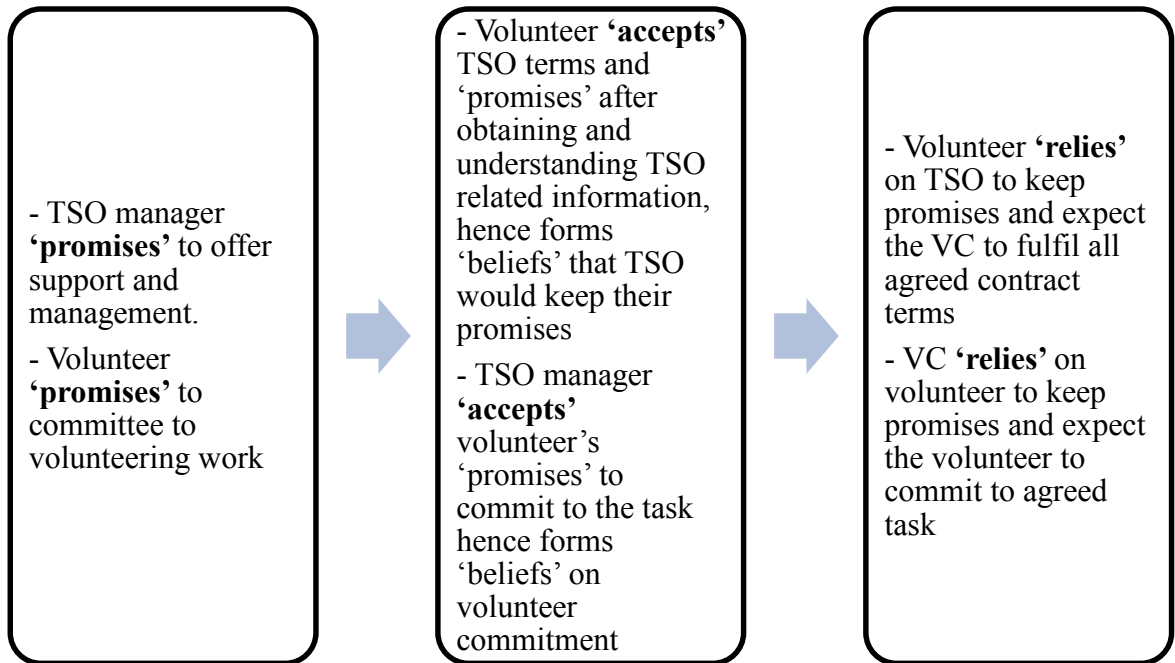 - TSO manager
‘promises’ to offer
support and
management.
- Volunteer
‘promises’ to
committee to
volunteering work
- Volunteer ‘accepts’
TSO terms and
‘promises’ after
obtaining and
understanding TSO
related information,
hence forms
‘beliefs’ that TSO
would keep their
promises
- TSO manager
‘accepts’
volunteer’s
‘promises’ to
commit to the task
hence forms
‘beliefs’ on
volunteer
commitment
- Volunteer ‘relies’
on TSO to keep
promises and expect
the VC to fulfil all
agreed contract
terms
- VC ‘relies’ on
volunteer to keep
promises and expect
the volunteer to
commit to agreed
task